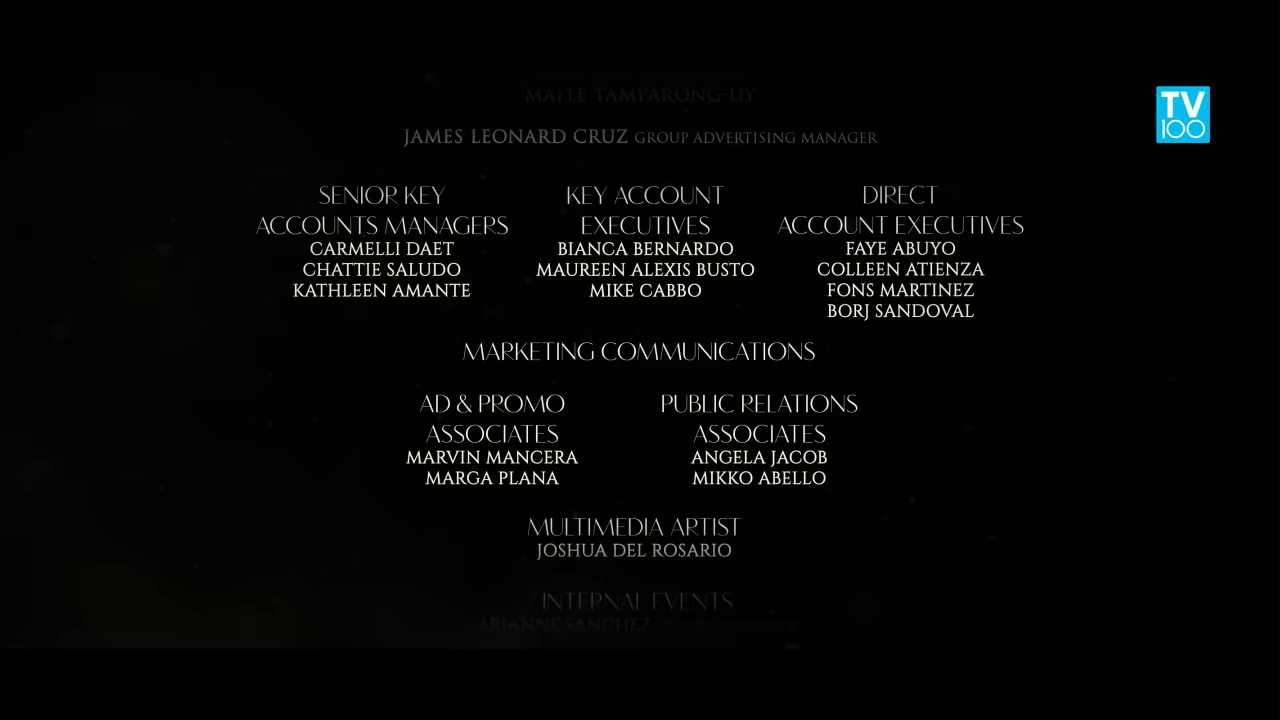 MAITE TAMPARONG-UY
TV
100
JAMES LEONARD CRUZ GROUP ADVERTISING MANAGER
SENIOR KEY
ACCOUNTS MANAGERS
CARMELLI DAET
CHATTIE SALUDO
KATHLEEN AMANTE
KEY ACCOUNT
EXECUTIVES
BIANCA BERNARDO
MAUREEN ALEXIS BUSTO
MIKE CABBO
DIRECT
ACCOUNT EXECUTIVES
FAYE ABUYO
COLLEEN ATIENZA
FONS MARTINEZ
BORJ SANDOVAL
MARKETING COMMUNICATIONS
AD & PROMO
ASSOCIATES
MARVIN MANCERA
MARGA PLANA
PUBLIC RELATIONS
ASSOCIATES
ANGELA JACOB
MIKKO ABELLO
MULTIMEDIA ARTIST
JOSHUA DEL ROSARIO
INTERNAL EVENTS
ARIANNE SANCHEZ